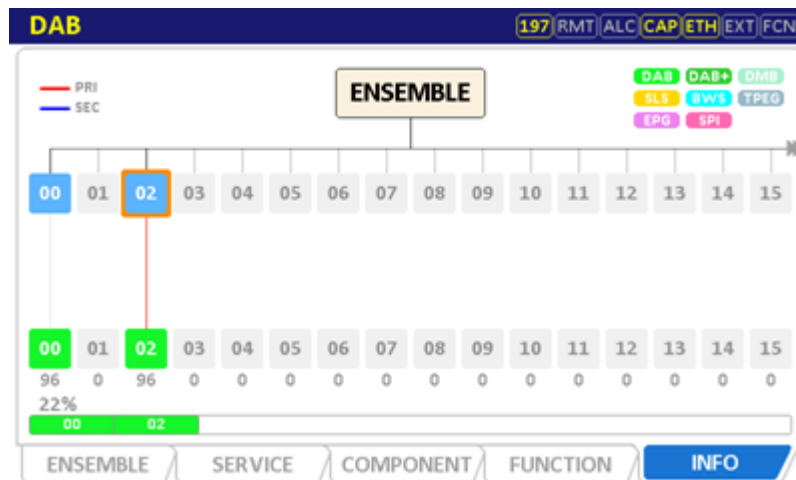 DAB 197 RMT ALC CAP ETH EXT FCN
PRI
SEC
ENSEMBLE
DAB DAB+ DMB
SLS BWS TPEG
EPG SPI
00 01 02 03 04 05 06 07 08 09 10 11 12 13 14 15
00 01 02 03 04 05 06 07 08 09 10 11 12 13 14 15
96 0 96 0 0 0 0 0 0 0 0 0 0 0 0 0
22%
00 02
ENSEMBLE SERVICE COMPONENT FUNCTION INFO